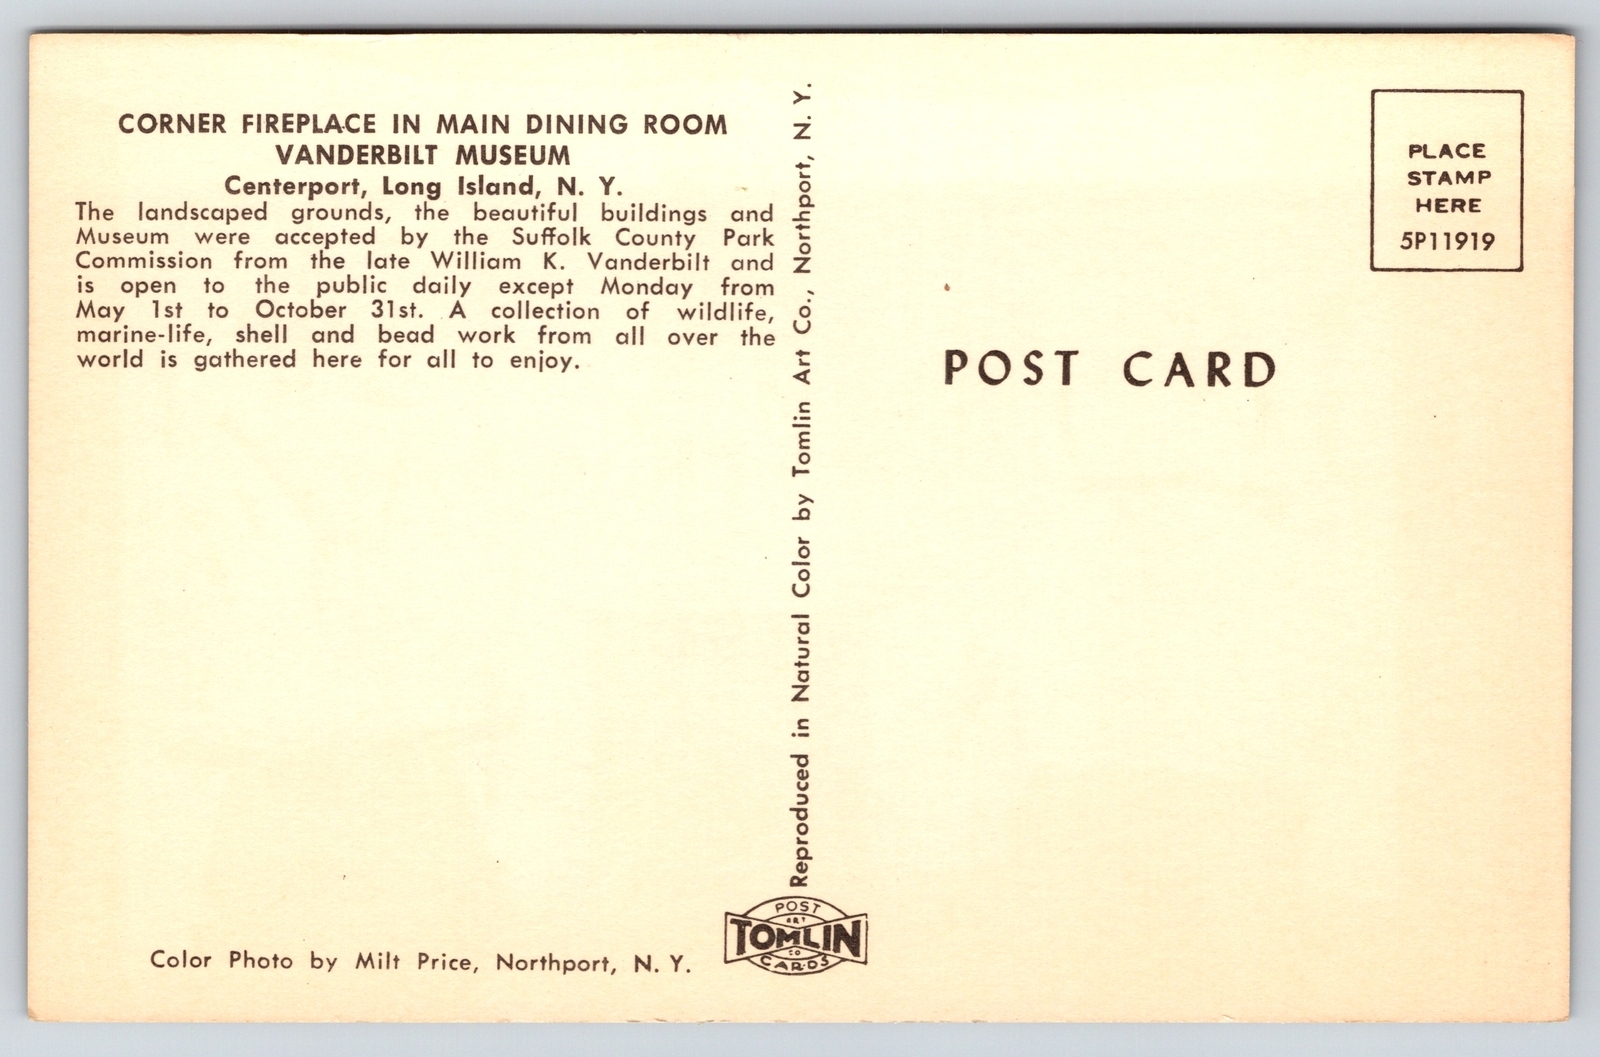 CORNER FIREPLACE IN MAIN DINING ROOM
VANDERBILT MUSEUM
Centerport, Long Island, N. Y.
The landscaped grounds, the beautiful buildings and
Museum were accepted by the Suffolk County Park
Commission from the late William K. Vanderbilt and
is open to the public daily except Monday from
May 1st to October 31st. A collection of wildlife,
marine-life, shell and bead work from all over the
world is gathered here for all to enjoy.
Color Photo by Milt Price, Northport, N. Y.
Reproduced in Natural Color by Tomlin Art Co., Northport, N. Y.
POST
ART
TOMLIN
CO
CARDS
PLACE
STAMP
HERE
5P11919
POST CARD